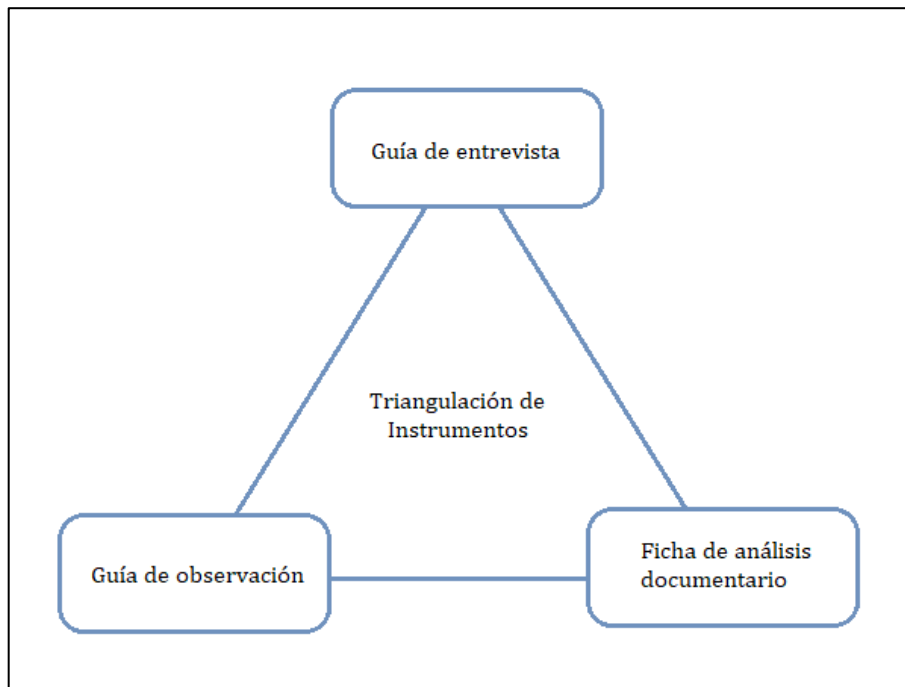 Guía de entrevista
Triangulación de
Instrumentos
Guía de observación
Ficha de análisis
documentario